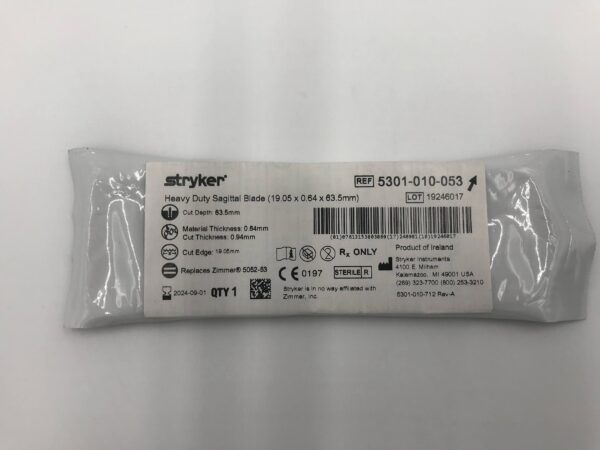 stryker®
REF 5301-010-053
Heavy Duty Sagittal Blade (19.05 x 0.64 x 63.5mm)
LOT 19246017
Cut Depth: 63.5mm
Material Thickness: 0.64mm
Cut Thickness: 0.94mm
Cut Edge: 19.05mm
Replaces Zimmer® 5052-63
2024-09-01 QTY 1
Rx ONLY
CE 0197 STERILE R
Stryker is in no way affiliated with
Zimmer, Inc.
Product of Ireland
Stryker Instruments
4100 E. Milham
Kalamazoo, MI 49001 USA
(269) 323-7700 (800) 253-3210
5301-010-712 Rev-A